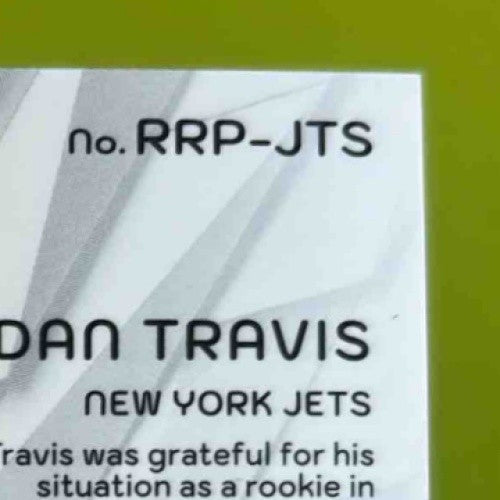 No. RRP-JTS
DAN TRAVIS
NEW YORK JETS
Travis was grateful for his
situation as a rookie in